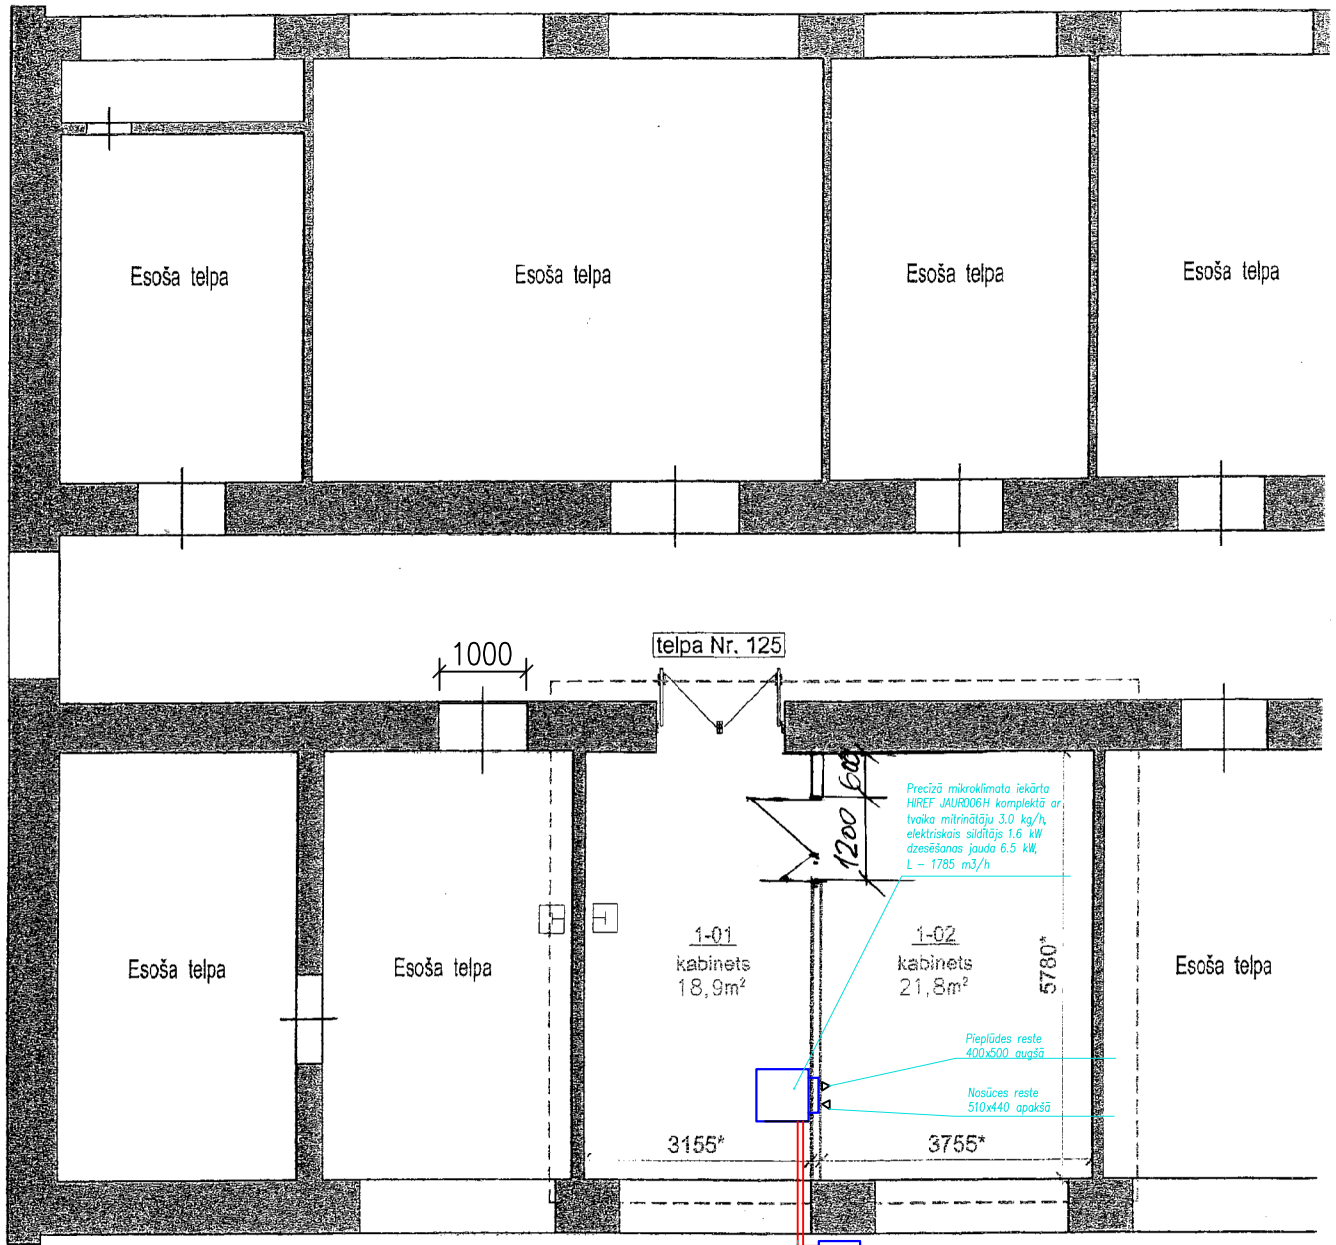 Esoša telpa
Esoša telpa
Esoša telpa
Esoša telpa
telpa Nr. 125
1000
600
1200
Precīzā mikroklimata iekārta
HIREF JAUR006H komplektā ar
tvaika mitrinātāju 3.0 kg/h,
elektriskais sildītājs 1.6 kW
dzesēšanas jauda 6.5 kW,
L - 1785 m3/h
Esoša telpa
Esoša telpa
1-01
kabinets
18,9m²
1-02
kabinets
21,8m²
5780*
Esoša telpa
Pieplūdes reste
400x500 augšā
Nosūces reste
510x440 apakšā
3155*
3755*